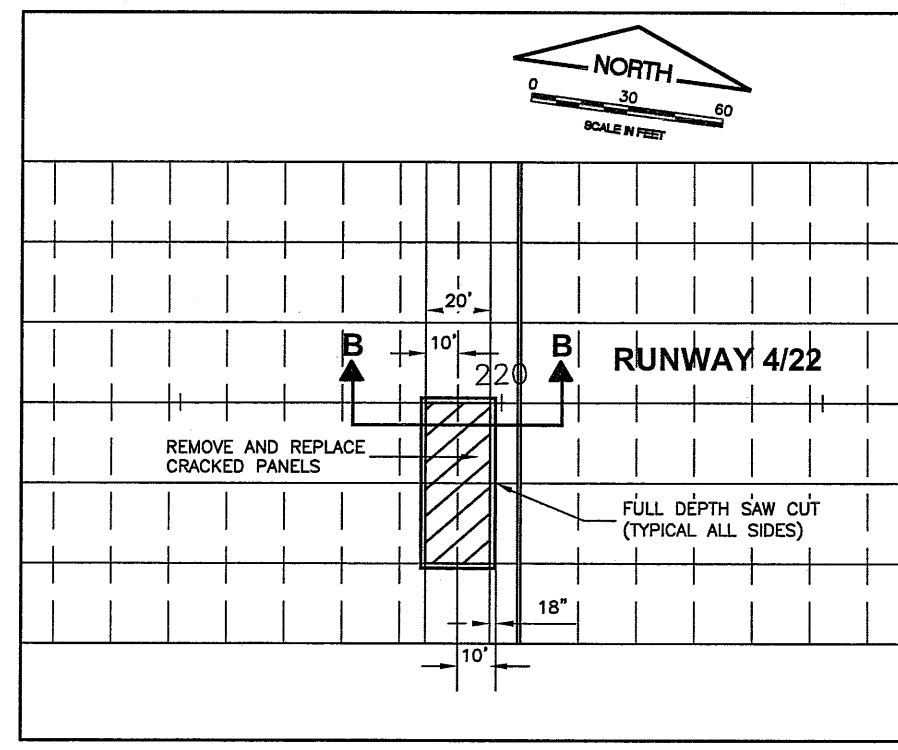 NORTH
0 30 60
SCALE IN FEET
20'
10'
B B
220
RUNWAY 4/22
REMOVE AND REPLACE
CRACKED PANELS
FULL DEPTH SAW CUT
(TYPICAL ALL SIDES)
18"
10'